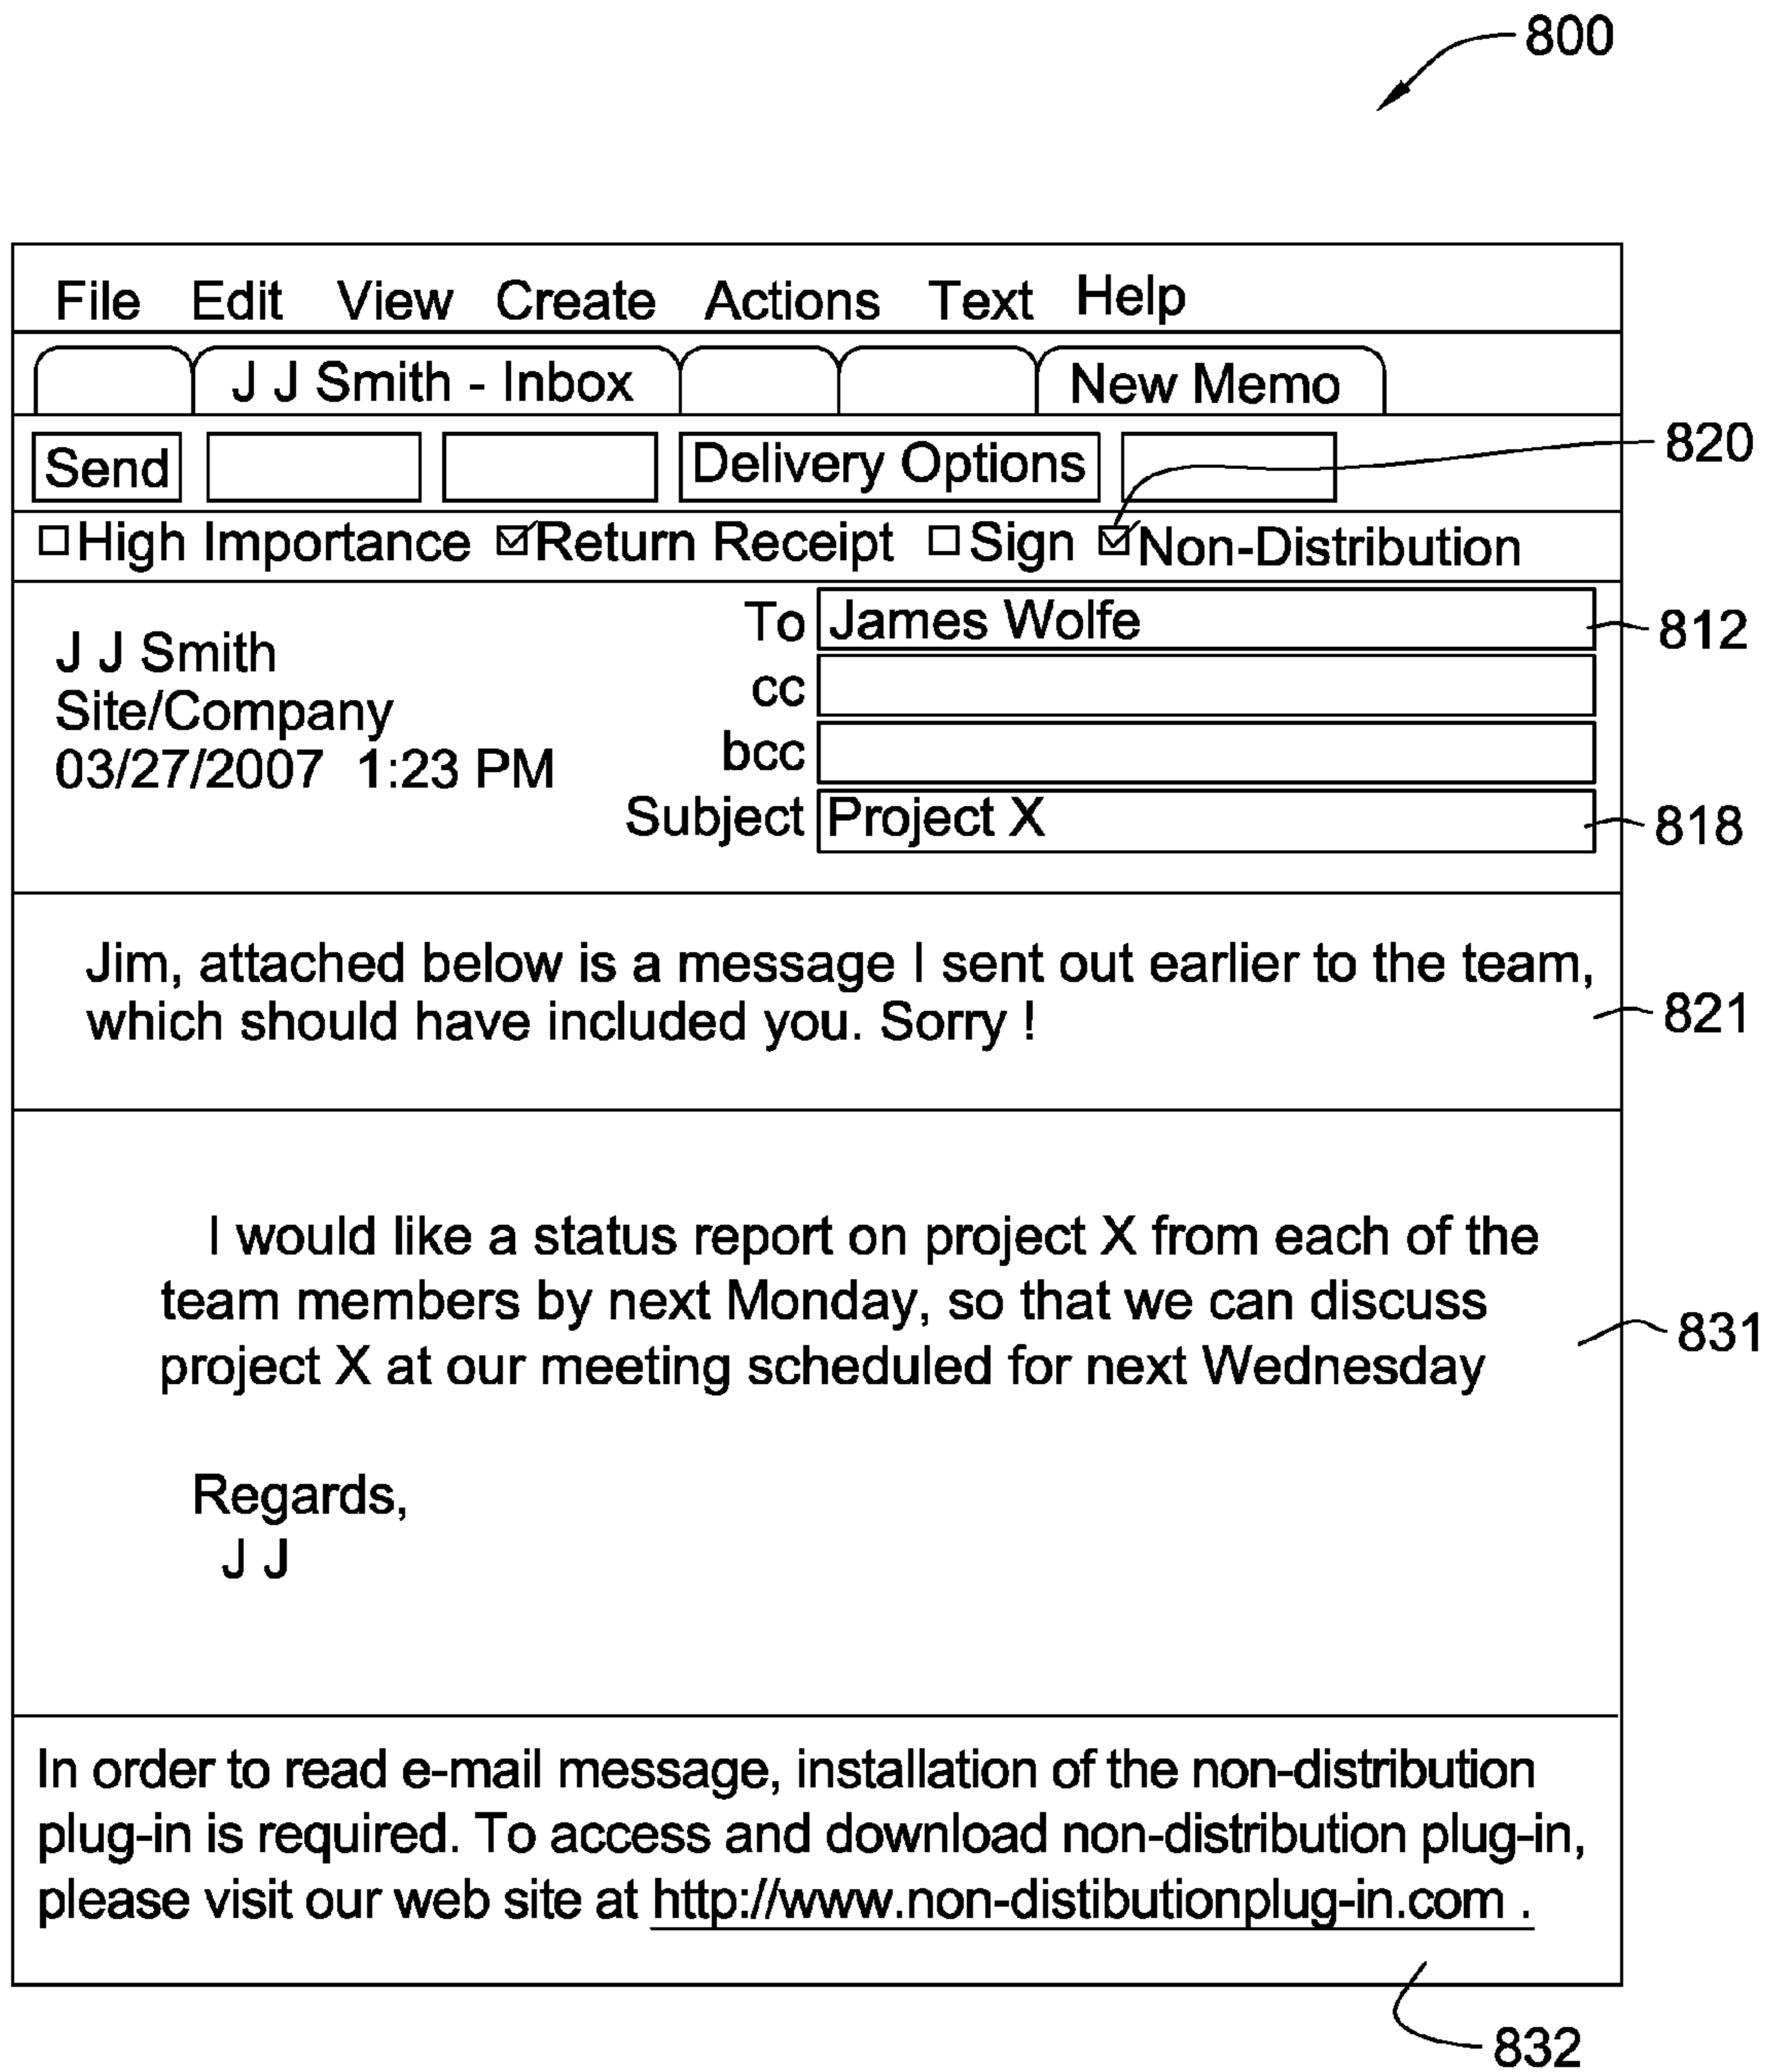 800
File Edit View Create Actions Text Help
J J Smith - Inbox New Memo
Send Delivery Options 820
High Importance Return Receipt Sign Non-Distribution
To James Wolfe 812
J J Smith
cc
Site/Company
bcc
03/27/2007 1:23 PM
Subject Project X 818
Jim, attached below is a message I sent out earlier to the team,
which should have included you. Sorry ! 821
I would like a status report on project X from each of the
team members by next Monday, so that we can discuss 831
project X at our meeting scheduled for next Wednesday
Regards,
J J
In order to read e-mail message, installation of the non-distribution
plug-in is required. To access and download non-distribution plug-in,
please visit our web site at http://www.non-distibutionplug-in.com .
832